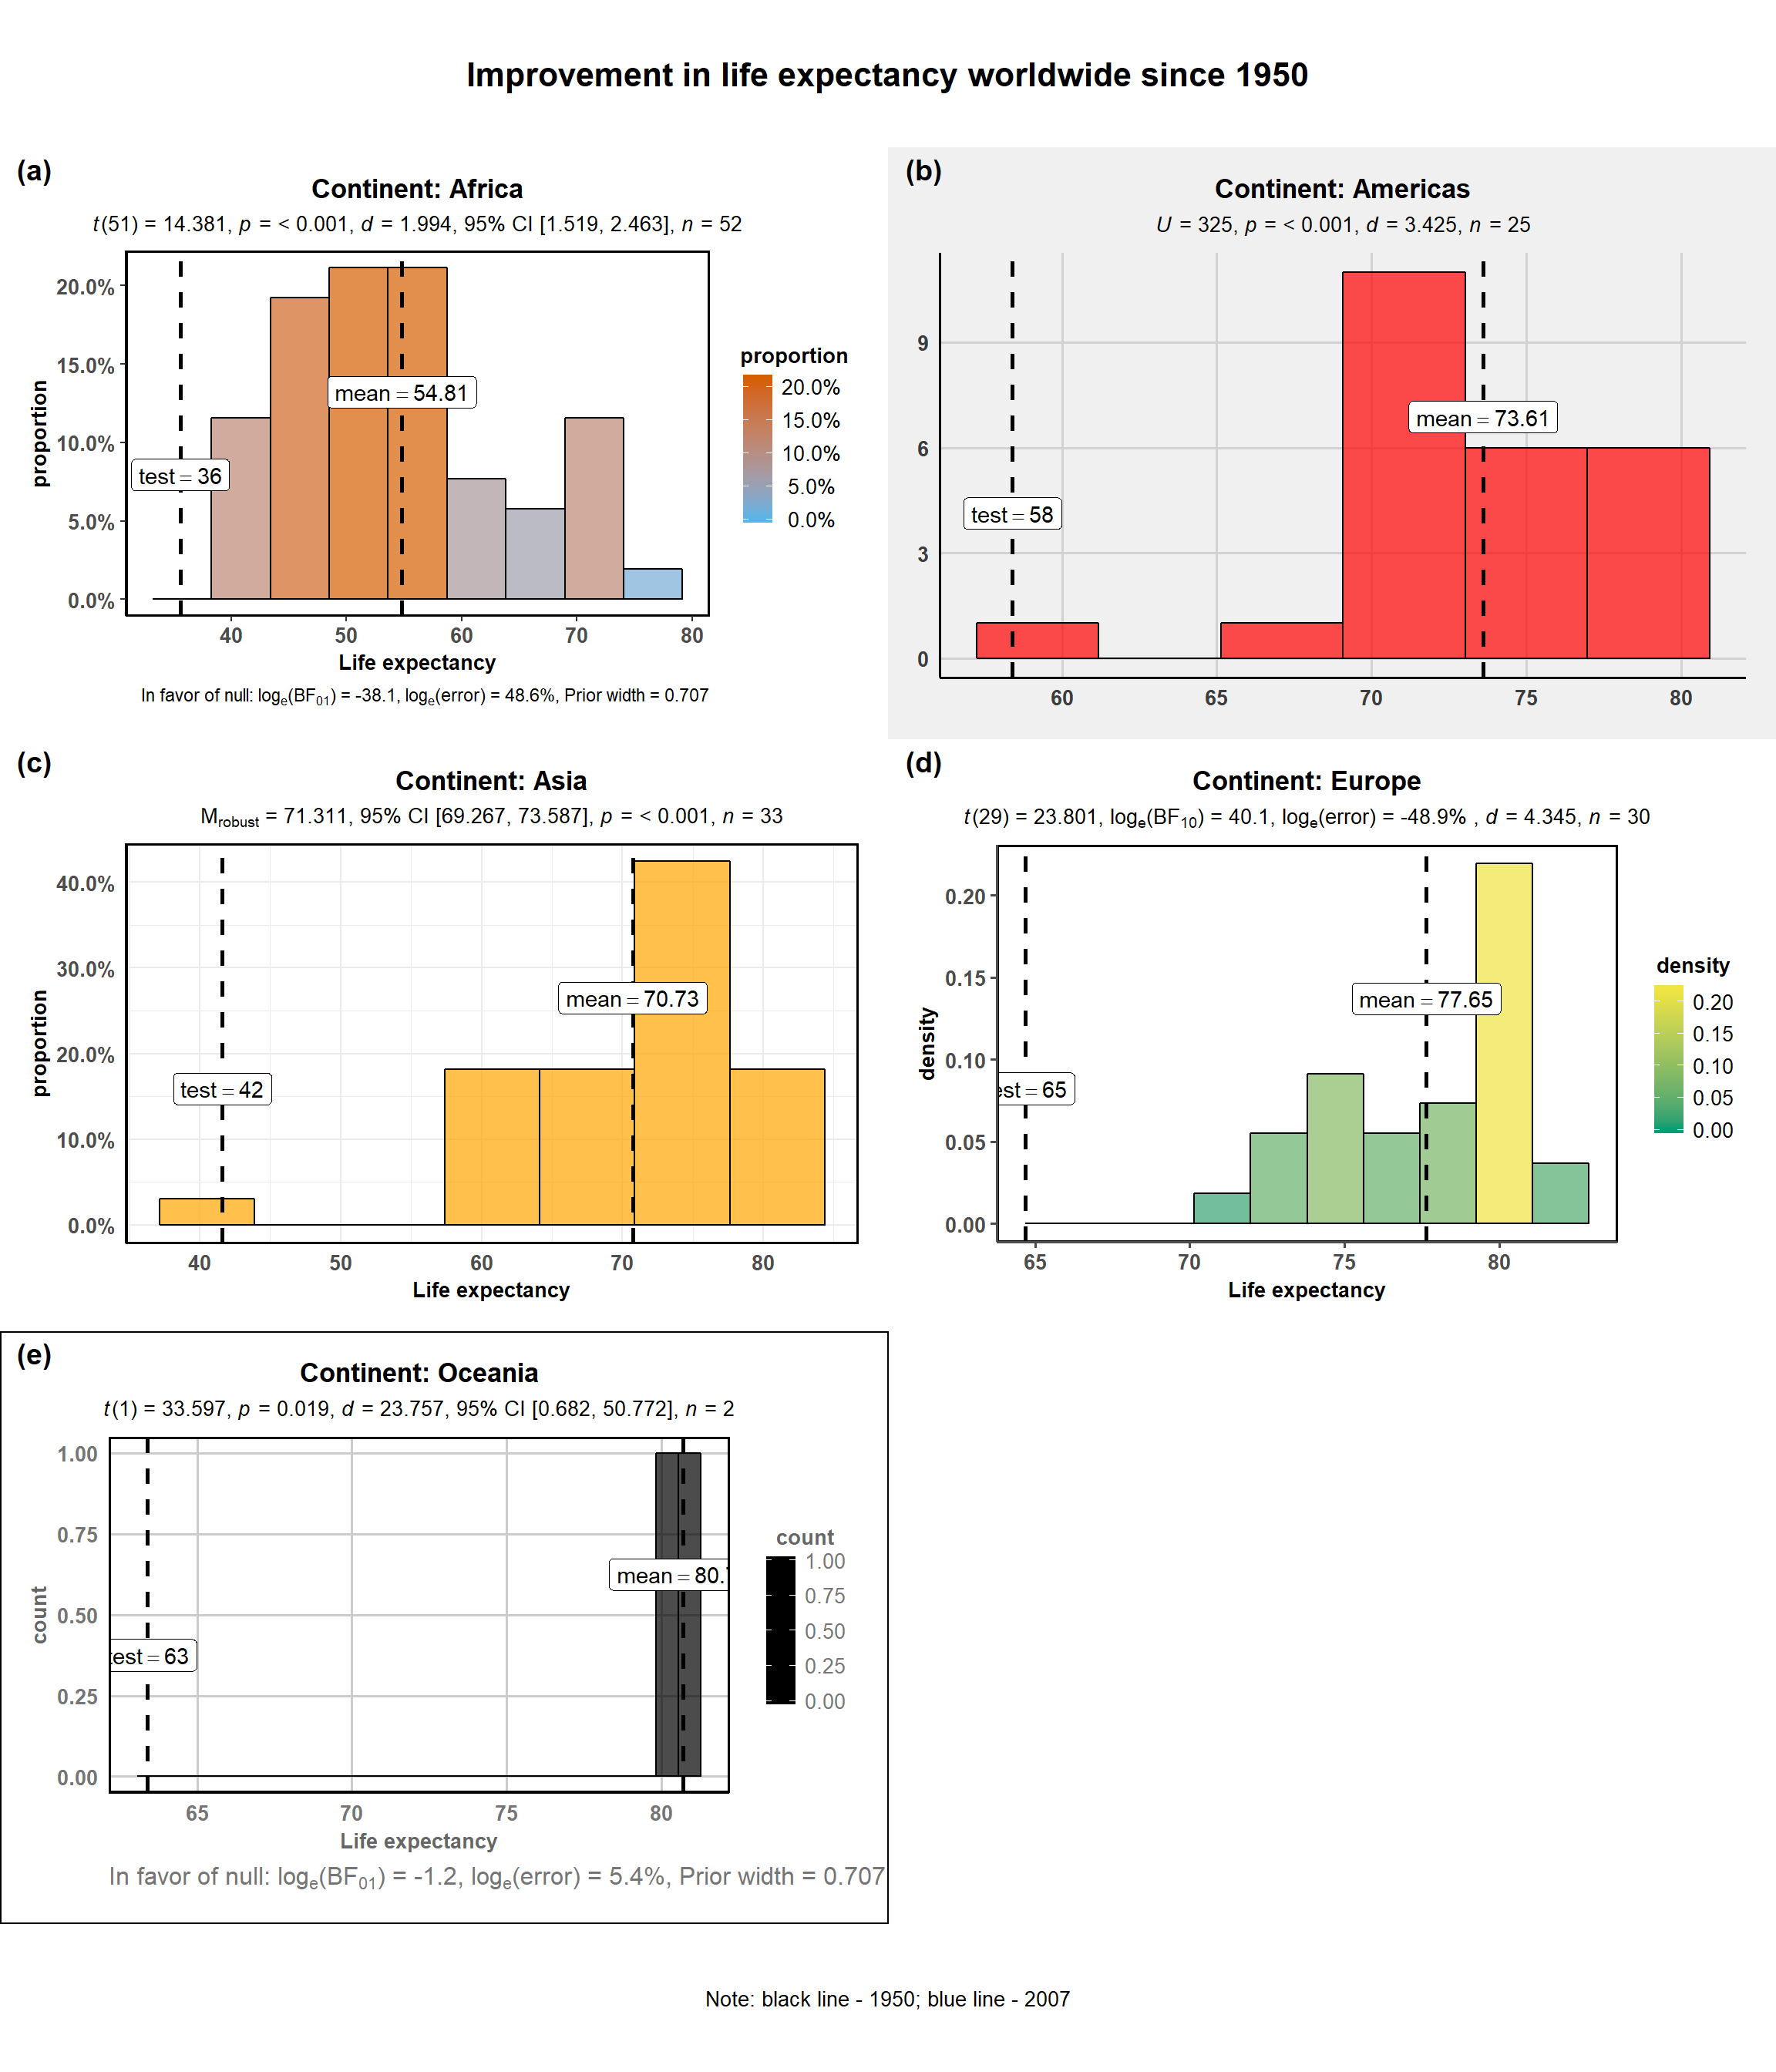 Improvement in life expectancy worldwide since 1950
(a)
Continent: Africa
t(51) = 14.381, p = < 0.001, d = 1.994, 95% CI [1.519, 2.463], n = 52
20.0%
15.0%
10.0%
5.0%
0.0%
proportion
mean = 54.81
test = 36
40 50 60 70 80
Life expectancy
In favor of null: loge(BF01) = -38.1, loge(error) = 48.6%, Prior width = 0.707
proportion
20.0%
15.0%
10.0%
5.0%
0.0%
(b)
Continent: Americas
U = 325, p = < 0.001, d = 3.425, n = 25
9
6
3
0
mean = 73.61
test = 58
60 65 70 75 80
(c)
Continent: Asia
Mrobust = 71.311, 95% CI [69.267, 73.587], p = < 0.001, n = 33
40.0%
30.0%
20.0%
10.0%
0.0%
proportion
mean = 70.73
test = 42
40 50 60 70 80
Life expectancy
(d)
Continent: Europe
t(29) = 23.801, loge(BF10) = 40.1, loge(error) = -48.9% , d = 4.345, n = 30
0.20
0.15
0.10
0.05
0.00
density
mean = 77.65
est = 65
65 70 75 80
Life expectancy
density
0.20
0.15
0.10
0.05
0.00
(e)
Continent: Oceania
t(1) = 33.597, p = 0.019, d = 23.757, 95% CI [0.682, 50.772], n = 2
1.00
0.75
0.50
0.25
0.00
count
mean = 80.
test = 63
65 70 75 80
Life expectancy
In favor of null: loge(BF01) = -1.2, loge(error) = 5.4%, Prior width = 0.707
count
1.00
0.75
0.50
0.25
0.00
Note: black line - 1950; blue line - 2007